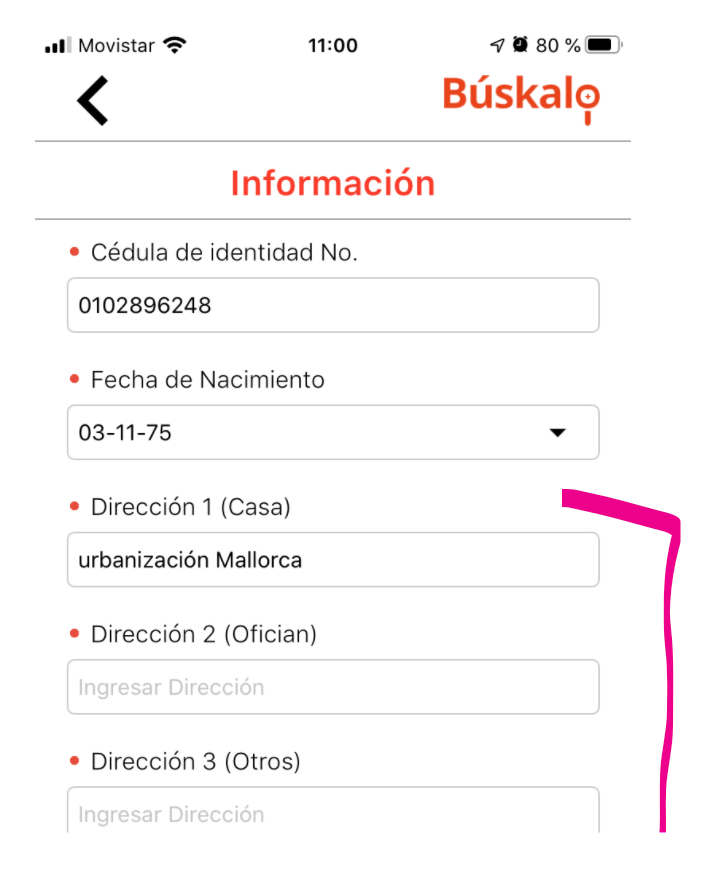 Movistar 11:00 80 %
Búskalo
Información
• Cédula de identidad No.
0102896248
• Fecha de Nacimiento
03-11-75
• Dirección 1 (Casa)
urbanización Mallorca
• Dirección 2 (Ofician)
Ingresar Dirección
• Dirección 3 (Otros)
Ingresar Dirección